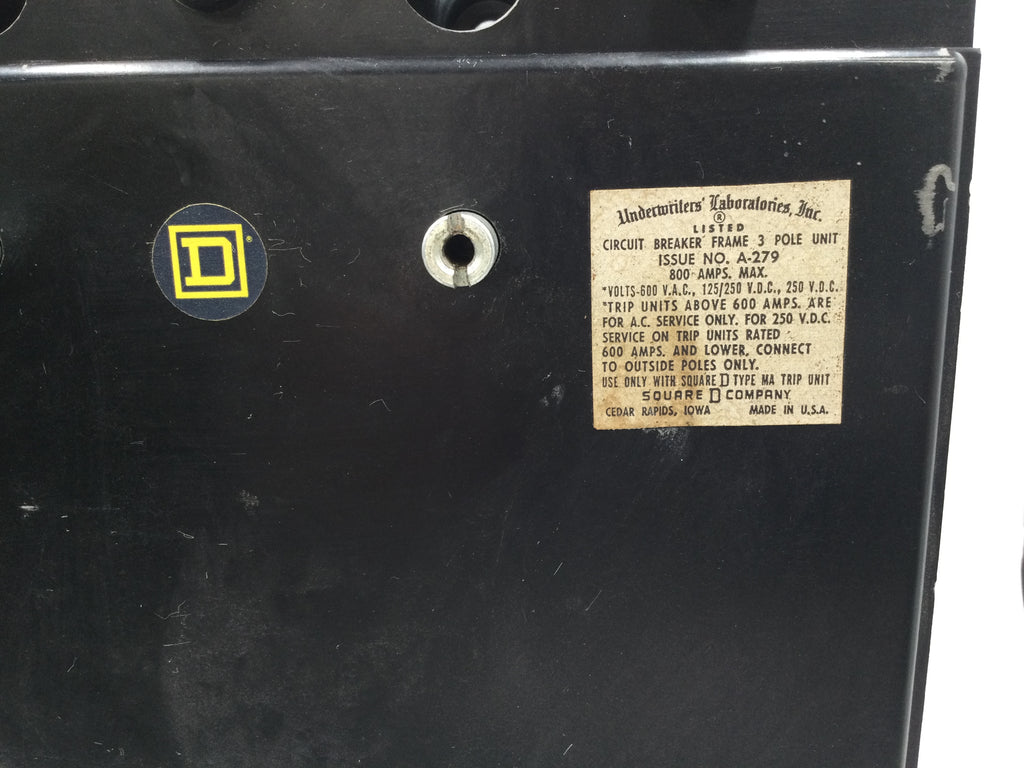 D
Underwriters' Laboratories, Inc.
®
LISTED
CIRCUIT BREAKER FRAME 3 POLE UNIT
ISSUE NO. A-279
800 AMPS. MAX.
*VOLTS-600 V.A.C., 125/250 V.D.C., 250 V.D.C.
*TRIP UNITS ABOVE 600 AMPS. ARE
FOR A.C. SERVICE ONLY. FOR 250 V.D.C.
SERVICE ON TRIP UNITS RATED
600 AMPS. AND LOWER, CONNECT
TO OUTSIDE POLES ONLY.
USE ONLY WITH SQUARE D TYPE MA TRIP UNIT
SQUARE D COMPANY
CEDAR RAPIDS, IOWA MADE IN U.S.A.